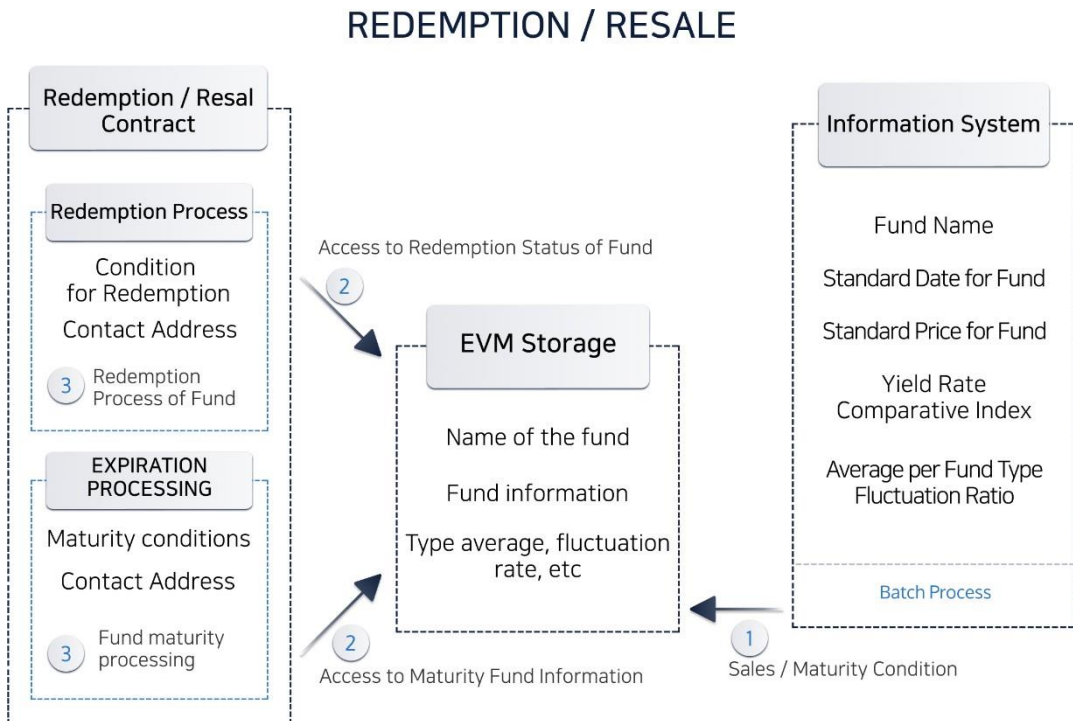 REDEMPTION / RESALE
Redemption / Resal
Contract
Redemption Process
Condition
for Redemption
Contact Address
3
Redemption
Process of Fund
EXPIRATION
PROCESSING
Maturity conditions
Contact Address
3
Fund maturity
processing
Access to Redemption Status of Fund
2
EVM Storage
Name of the fund
Fund information
Type average, fluctuation
rate, etc
2
Access to Maturity Fund Information
Information System
Fund Name
Standard Date for Fund
Standard Price for Fund
Yield Rate
Comparative Index
Average per Fund Type
Fluctuation Ratio
Batch Process
1
Sales / Maturity Condition